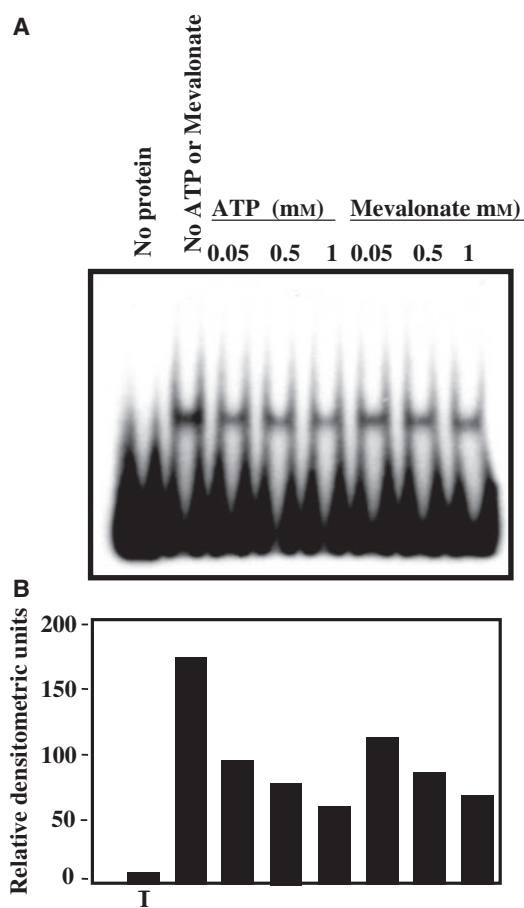 A
No protein
No ATP or Mevalonate
ATP (mM) Mevalonate mM)
0.05 0.5 1 0.05 0.5 1
B
Relative densitometric units
200
150
100
50
0
I